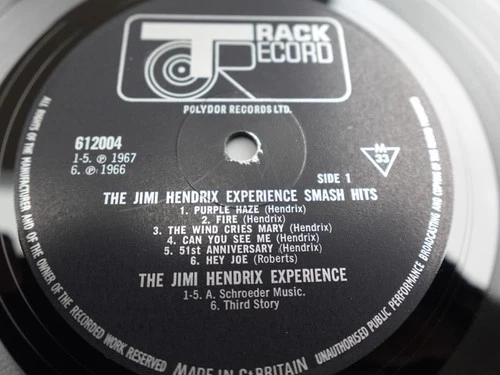 TRACK RECORD
POLYDOR RECORDS LTD.
612004
1-5. ℗ 1967
6. ℗ 1966
M
33
SIDE 1
THE JIMI HENDRIX EXPERIENCE SMASH HITS
1. PURPLE HAZE (Hendrix)
2. FIRE (Hendrix)
3. THE WIND CRIES MARY (Hendrix)
4. CAN YOU SEE ME (Hendrix)
5. 51st ANNIVERSARY (Hendrix)
6. HEY JOE (Roberts)
THE JIMI HENDRIX EXPERIENCE
1-5. A. Schroeder Music.
6. Third Story
ALL RIGHTS OF THE MANUFACTURER AND OF THE OWNER OF THE RECORDED WORK RESERVED
UNAUTHORISED PUBLIC PERFORMANCE BROADCASTING AND COPYING OF THIS RECORD PROHIBITED
MADE IN GT BRITAIN